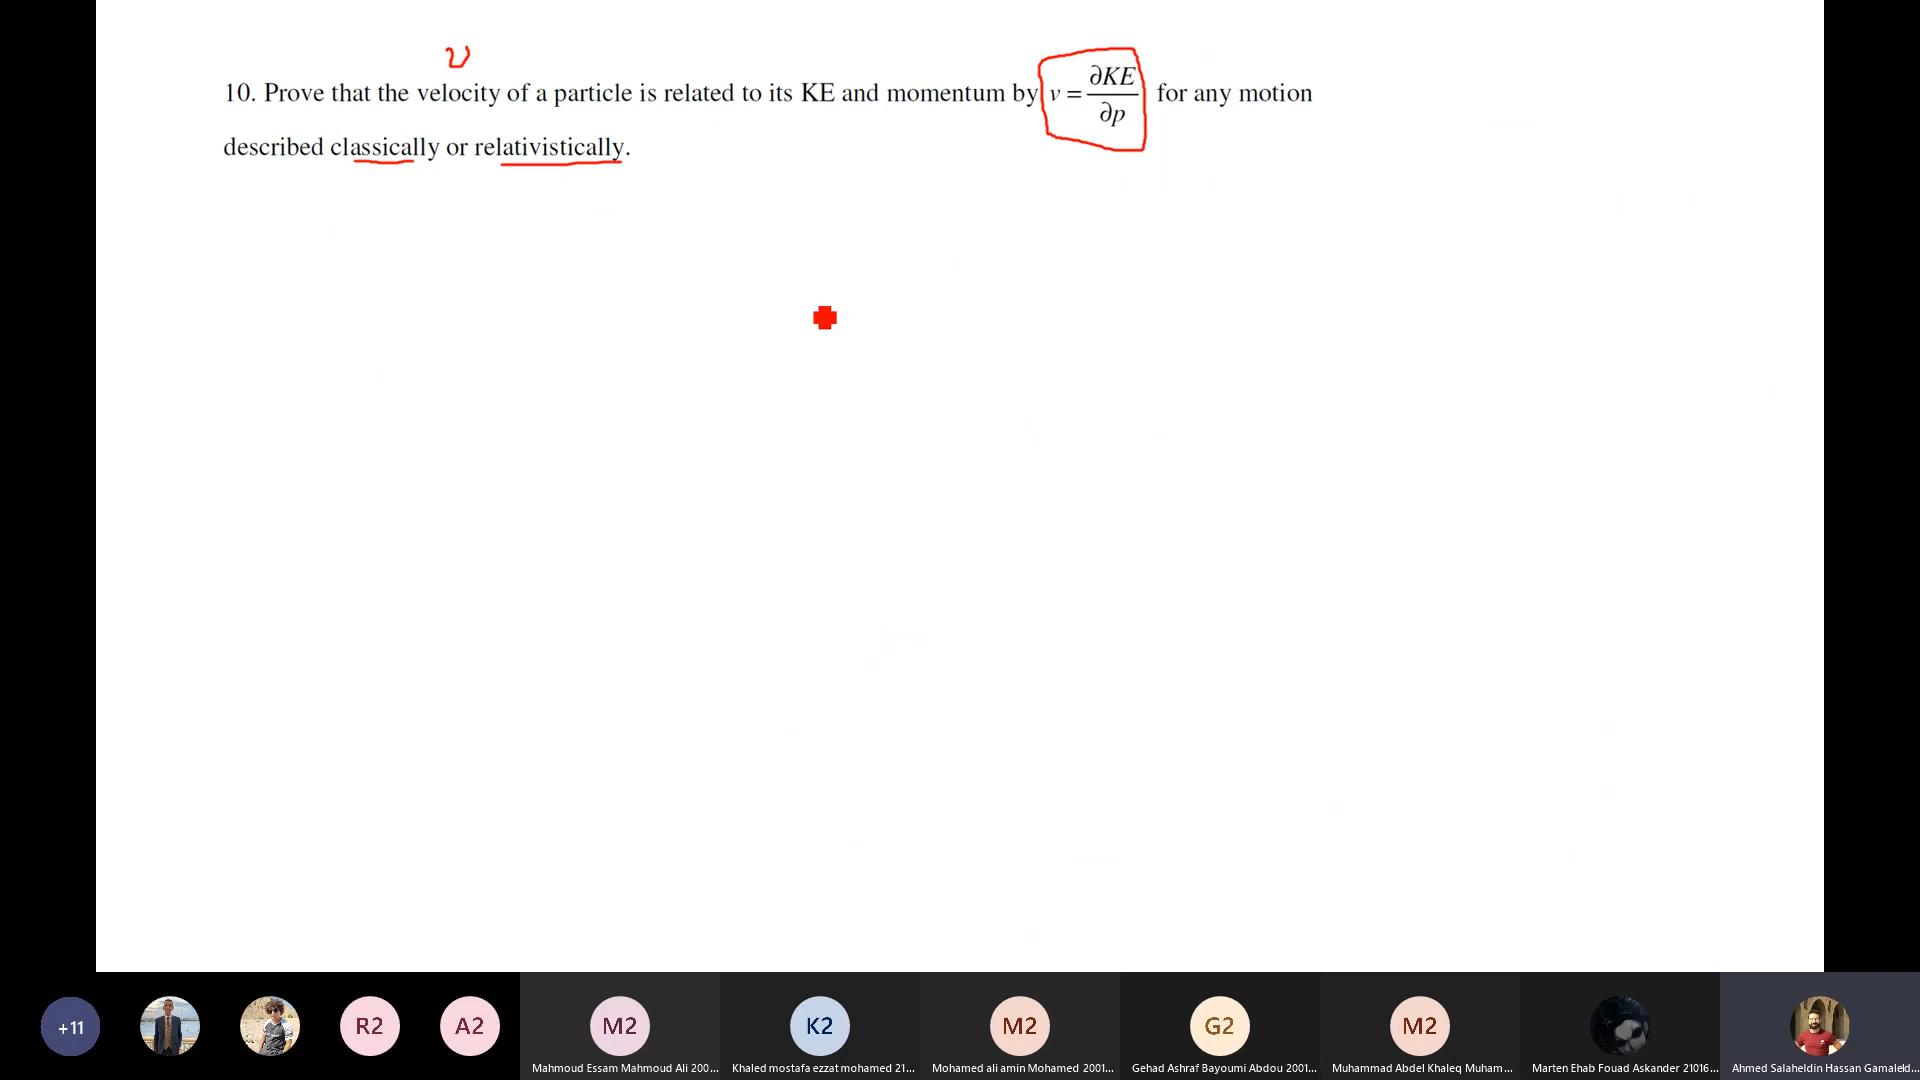 v
10. Prove that the velocity of a particle is related to its KE and momentum by v = ∂KE/∂p for any motion
described classically or relativistically.
+11
R2
A2
M2
K2
M2
G2
M2
Mahmoud Essam Mahmoud Ali 200...
Khaled mostafa ezzat mohamed 21...
Mohamed ali amin Mohamed 2001...
Gehad Ashraf Bayoumi Abdou 2001...
Muhammad Abdel Khaleq Muham...
Marten Ehab Fouad Askander 21016...
Ahmed Salaheldin Hassan Gamaleld...